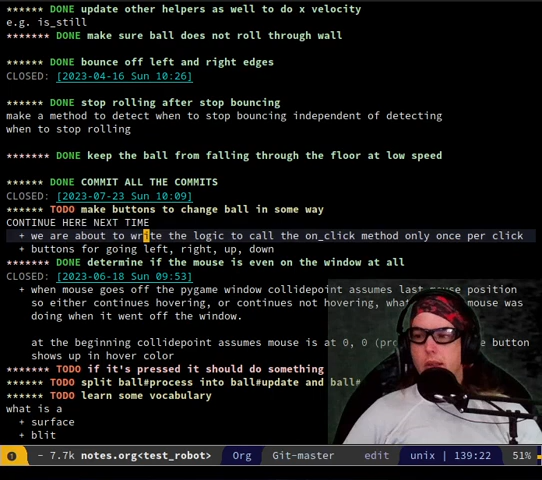 ****** DONE update other helpers as well to do x velocity
e.g. is_still
******* DONE make sure ball does not roll through wall
****** DONE bounce off left and right edges
CLOSED: [2023-04-16 Sun 10:26]
****** DONE stop rolling after stop bouncing
make a method to detect when to stop bouncing independent of detecting
when to stop rolling
******* DONE keep the ball from falling through the floor at low speed
****** DONE COMMIT ALL THE COMMITS
CLOSED: [2023-07-23 Sun 10:09]
****** TODO make buttons to change ball in some way
CONTINUE HERE NEXT TIME
+ we are about to write the logic to call the on_click method only once per click
+ buttons for going left, right, up, down
******* DONE determine if the mouse is even on the window at all
CLOSED: [2023-06-18 Sun 09:53]
+ when mouse goes off the pygame window collidepoint assumes last mouse position
so either continues hovering, or continues not hovering, mouse was
doing when it went off the window.
at the beginning collidepoint assumes mouse is at 0, 0 button
shows up in hover color
******* TODO if it's pressed it should do something
****** TODO split ball#process into ball#update and ball#
****** TODO learn some vocabulary
what is a
+ surface
+ blit
- 7.7k notes.org<test_robot> Org Git-master edit unix | 139:22 51%